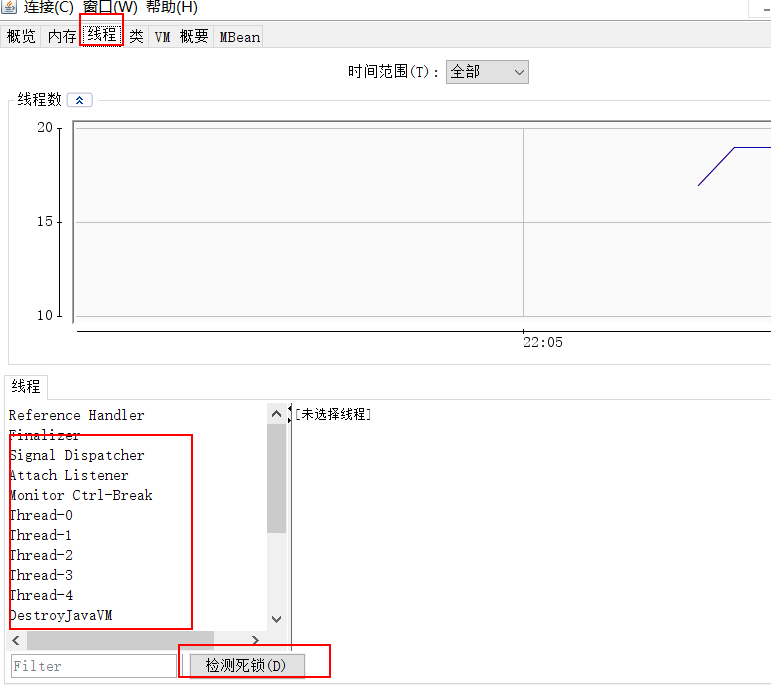 连接(C) 窗口(W) 帮助(H)
概览 内存 线程 类 VM 概要 MBean
时间范围(T): 全部
线程数
20
15
10
22:05
线程
Reference Handler
Finalizer
Signal Dispatcher
Attach Listener
Monitor Ctrl-Break
Thread-0
Thread-1
Thread-2
Thread-3
Thread-4
DestroyJavaVM
[未选择线程]
Filter
检测死锁(D)